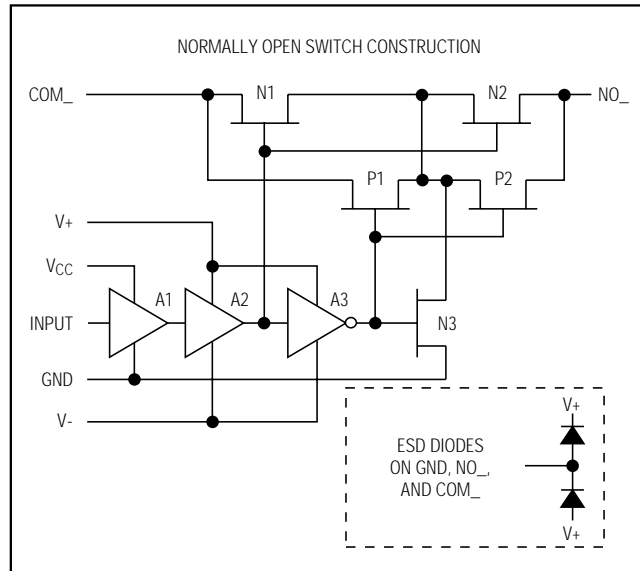 NORMALLY OPEN SWITCH CONSTRUCTION
COM_
N1
N2
NO_
P1
P2
V+
VCC
A1
A2
A3
INPUT
N3
GND
V-
V+
ESD DIODES
ON GND, NO_,
AND COM_
V+